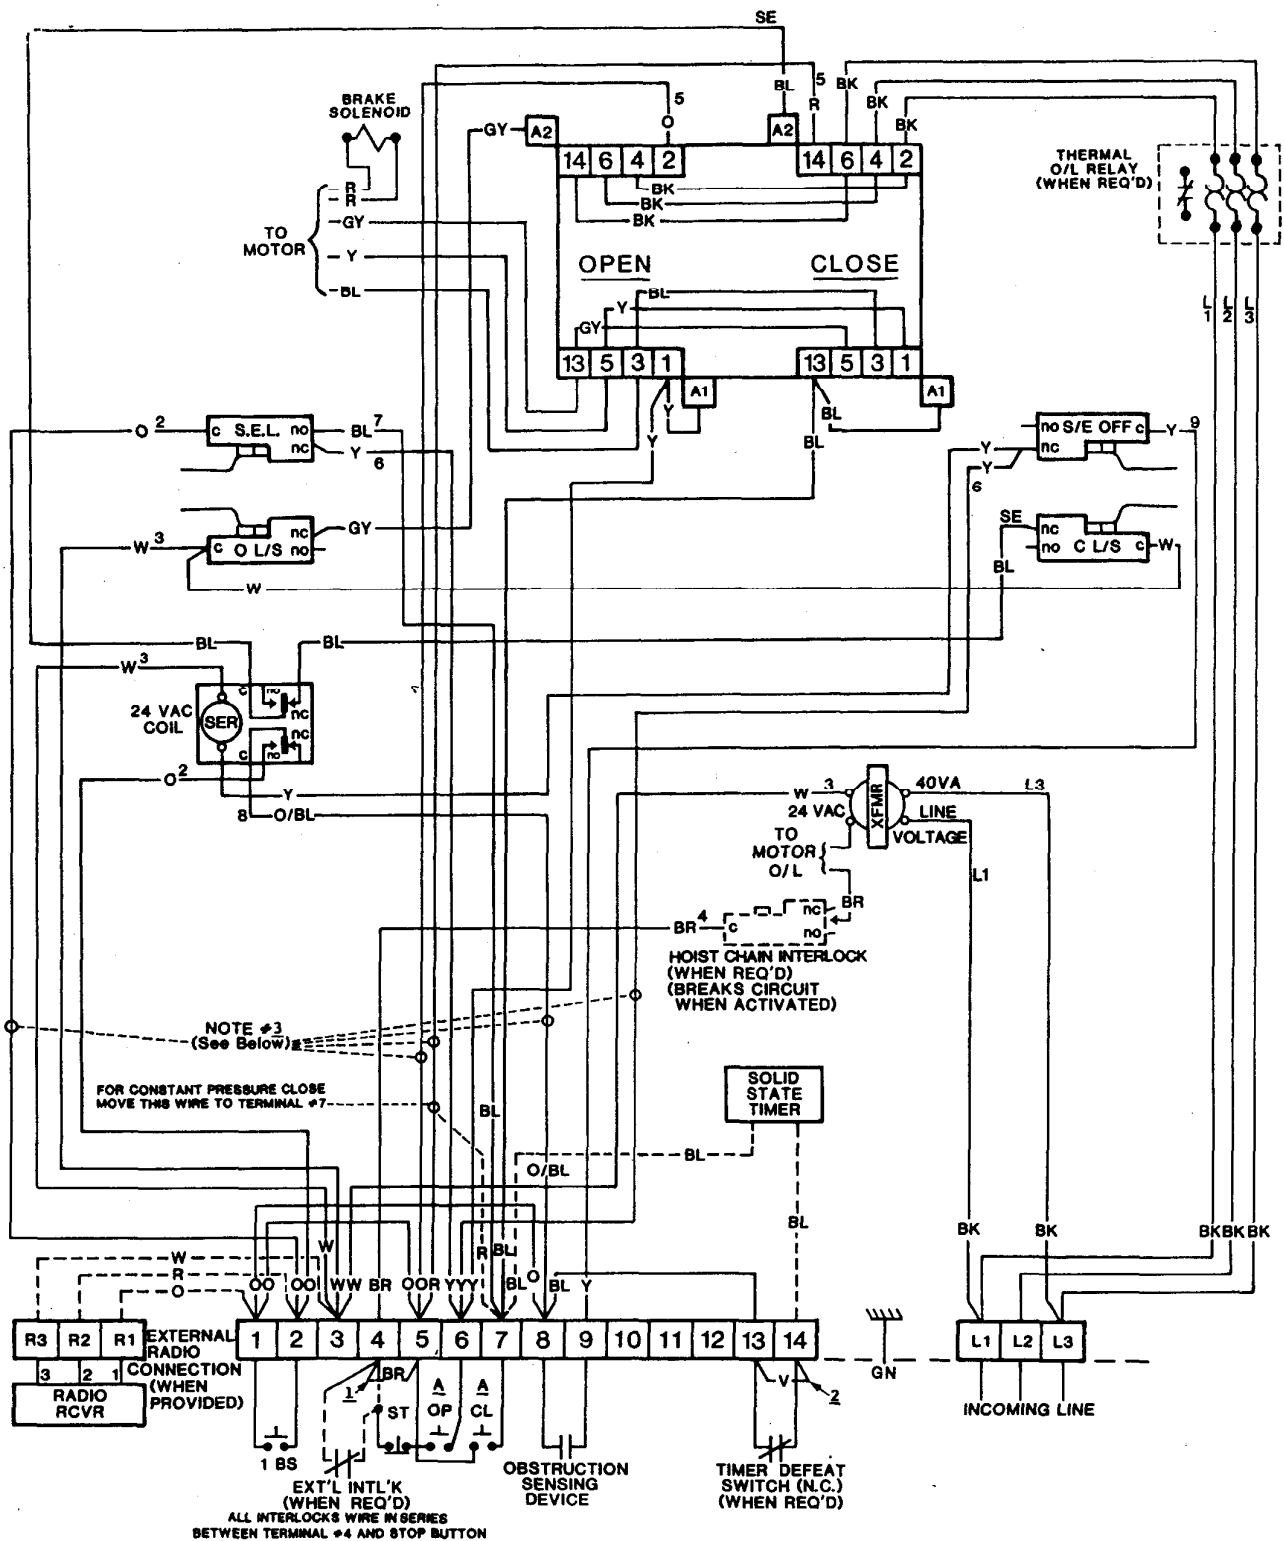 SE
BL
5
R
BK
BK
BK
BRAKE
SOLENOID
5
O
GY
A2
A2
14 6 4 2
14 6 4 2
BK
BK
BK
R
R
GY
Y
BL
TO
MOTOR
THERMAL
O/L RELAY
(WHEN REQ'D)
OPEN
CLOSE
BL
Y
GY
L1
L2
L3
13 5 3 1
13 5 3 1
A1
A1
Y
Y
BL
BL
O 2
c S.E.L. no
nc
BL 7
Y 6
no S/E OFF c
nc
Y 9
Y
Y
6
W 3
nc
c O L/S no
GY
W
SE
BL
nc
no C L/S c
W
BL
BL
W 3
24 VAC
COIL
SER
c no
nc
nc
c no
O 2
Y
8 O/BL
W 3
24 VAC
XFMR
40VA
LINE
VOLTAGE
L3
L1
TO
MOTOR
O/L
BR
BR 4
c nc
no
HOIST CHAIN INTERLOCK
(WHEN REQ'D)
(BREAKS CIRCUIT
WHEN ACTIVATED)
NOTE #3
(See Below)
FOR CONSTANT PRESSURE CLOSE
MOVE THIS WIRE TO TERMINAL #7
SOLID
STATE
TIMER
BL
BL
O/BL
BL
BK
BK
BK BK BK
W
R
O
W
OO OO WW BR OOR YYY R BL BL O BL Y
R3 R2 R1
3 2 1
RADIO
RCVR
EXTERNAL
RADIO
CONNECTION
(WHEN
PROVIDED)
1 2 3 4 5 6 7 8 9 10 11 12 13 14
GN
L1 L2 L3
INCOMING LINE
1 BR
ST
A
OP
A
CL
V 2
1 BS
EXT'L INTL'K
(WHEN REQ'D)
ALL INTERLOCKS WIRE IN SERIES
BETWEEN TERMINAL #4 AND STOP BUTTON
OBSTRUCTION
SENSING
DEVICE
TIMER DEFEAT
SWITCH (N.C.)
(WHEN REQ'D)